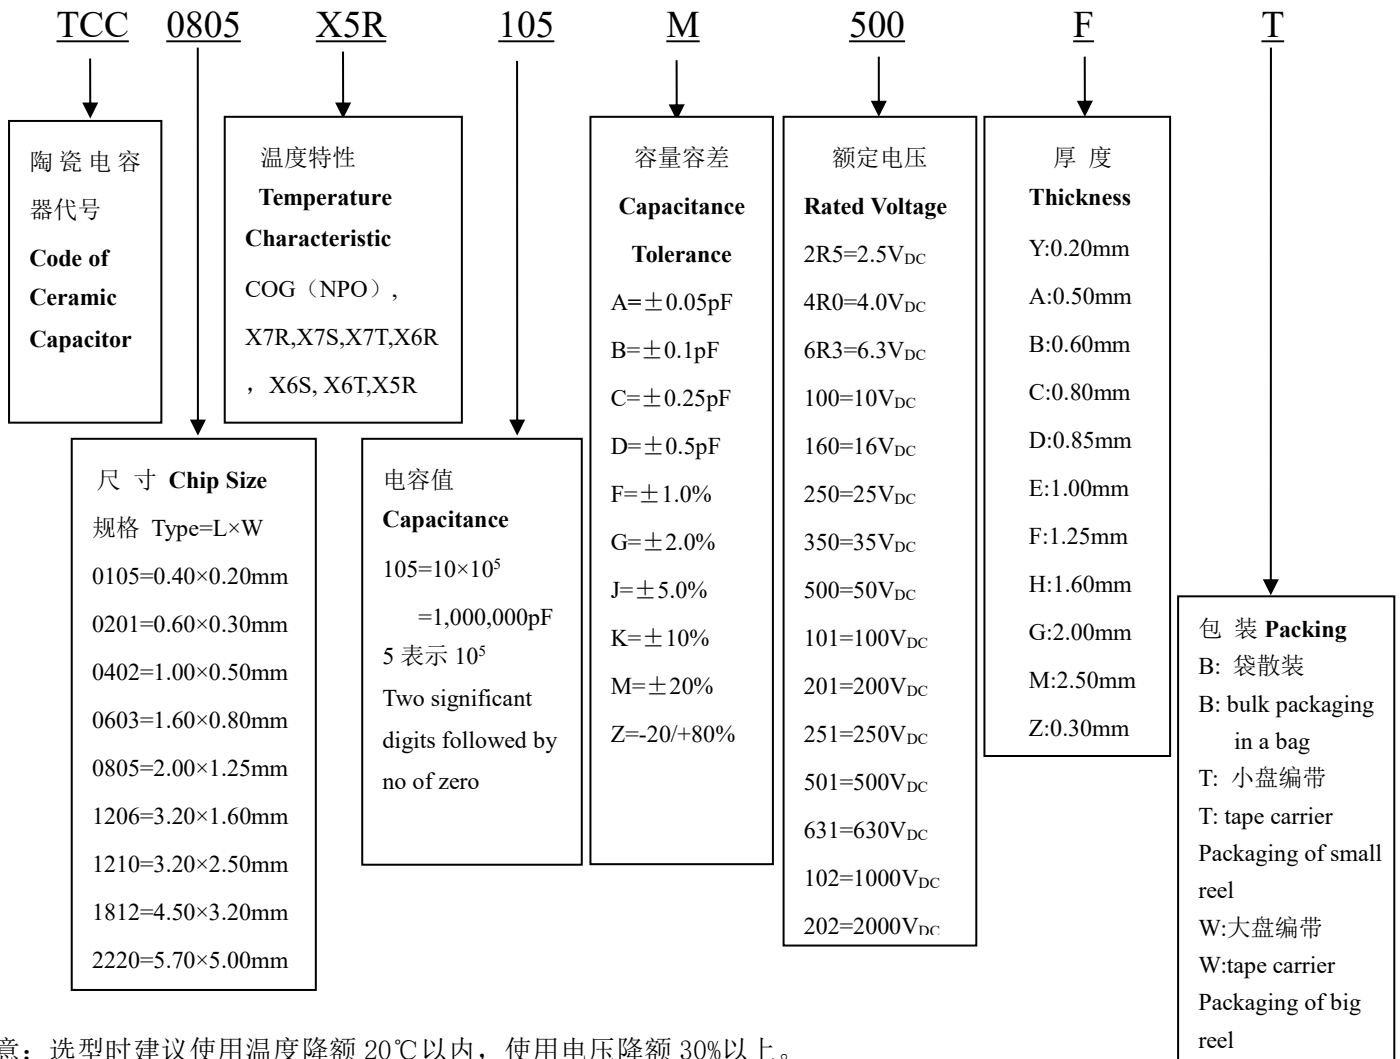 TCC 0805 X5R 105 M 500 F T
陶瓷电容
器代号
Code of
Ceramic
Capacitor
温度特性
Temperature
Characteristic
COG（NPO）,
X7R,X7S,X7T,X6R
, X6S, X6T,X5R
容量容差
Capacitance
Tolerance
A=±0.05pF
B=±0.1pF
C=±0.25pF
D=±0.5pF
F=±1.0%
G=±2.0%
J=±5.0%
K=±10%
M=±20%
Z=-20/+80%
额定电压
Rated Voltage
2R5=2.5VDC
4R0=4.0VDC
6R3=6.3VDC
100=10VDC
160=16VDC
250=25VDC
350=35VDC
500=50VDC
101=100VDC
201=200VDC
251=250VDC
501=500VDC
631=630VDC
102=1000VDC
202=2000VDC
厚 度
Thickness
Y:0.20mm
A:0.50mm
B:0.60mm
C:0.80mm
D:0.85mm
E:1.00mm
F:1.25mm
H:1.60mm
G:2.00mm
M:2.50mm
Z:0.30mm
尺 寸 Chip Size
规格 Type=L×W
0105=0.40×0.20mm
0201=0.60×0.30mm
0402=1.00×0.50mm
0603=1.60×0.80mm
0805=2.00×1.25mm
1206=3.20×1.60mm
1210=3.20×2.50mm
1812=4.50×3.20mm
2220=5.70×5.00mm
电容值
Capacitance
105=10×10⁵
=1,000,000pF
5 表示 10⁵
Two significant
digits followed by
no of zero
包 装 Packing
B: 袋散装
B: bulk packaging
in a bag
T: 小盘编带
T: tape carrier
Packaging of small
reel
W:大盘编带
W:tape carrier
Packaging of big
reel
意：选型时建议使用温度降额 20℃以内，使用电压降额 30%以上。